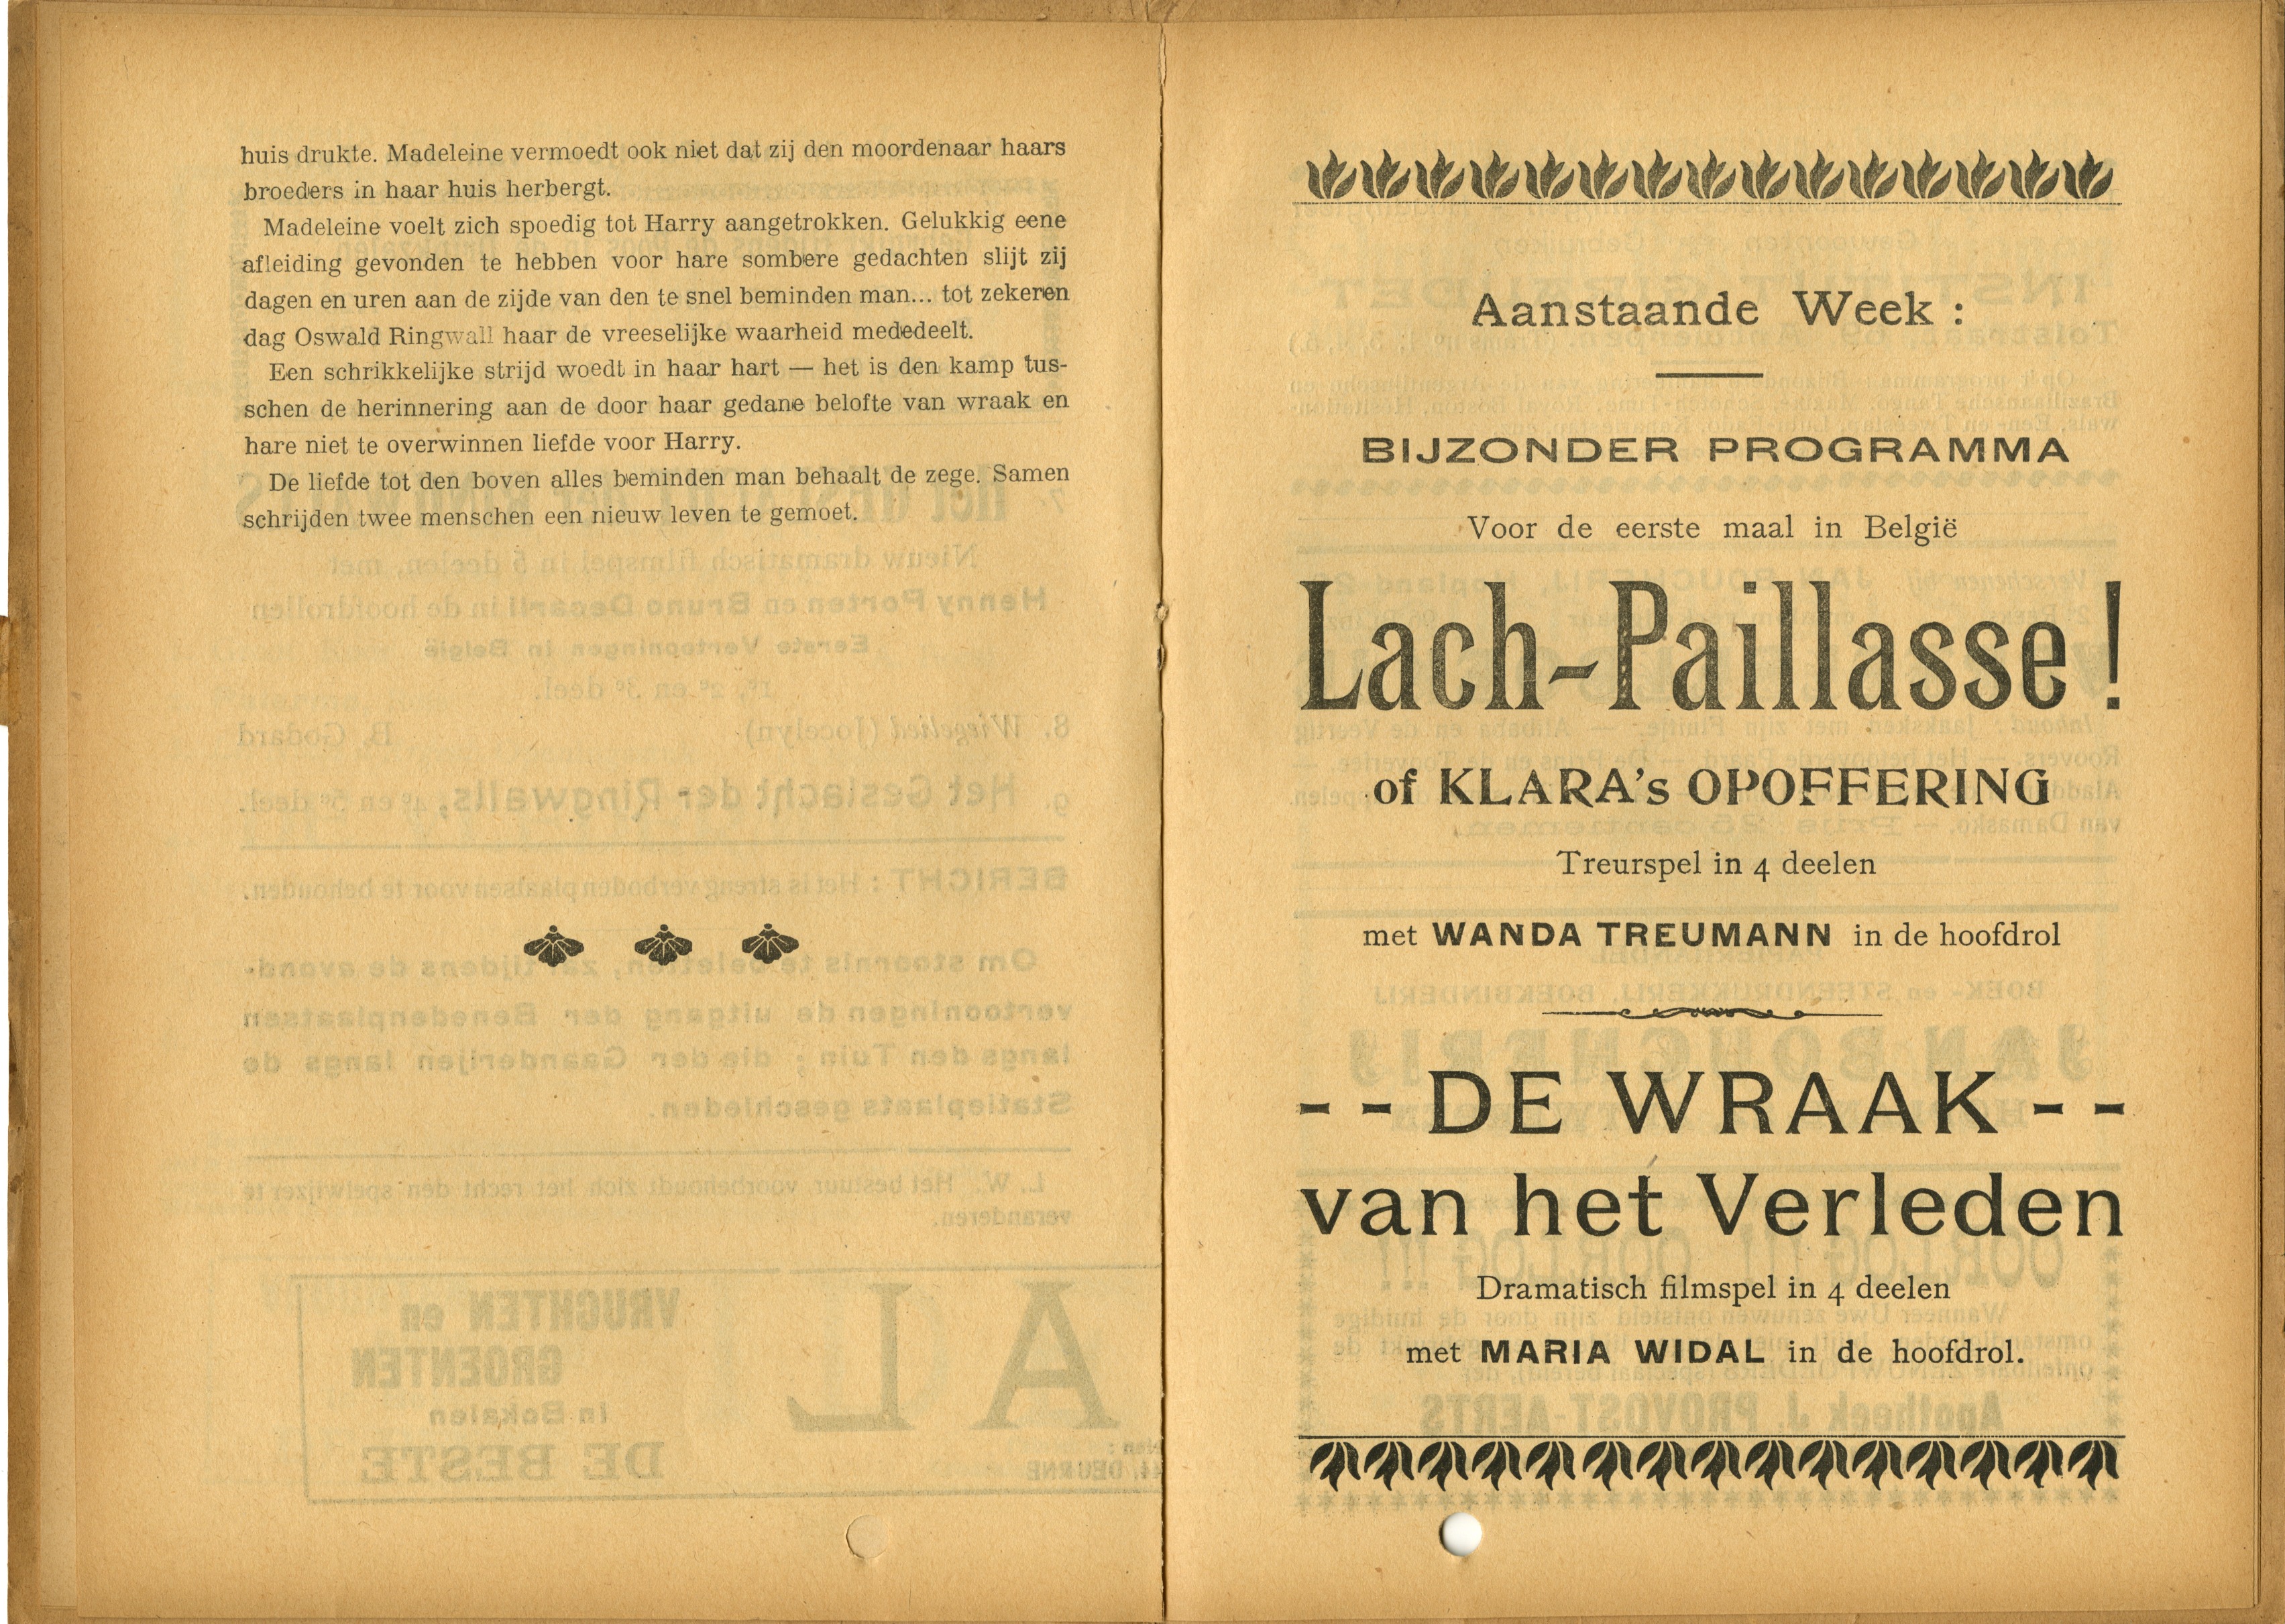 huis drukte. Madeleine vermoedt ook niet dat zij den moordenaar haars
broeders in haar huis herbergt.
Madeleine voelt zich spoedig tot Harry aangetrokken. Gelukkig eene
afleiding gevonden te hebben voor hare sombere gedachten slijt zij
dagen en uren aan de zijde van den te snel beminden man... tot zekeren
dag Oswald Ringwall haar de vreeselijke waarheid mededeelt.
Een schrikkelijke strijd woedt in haar hart — het is den kamp tus-
schen de herinnering aan de door haar gedane belofte van wraak en
hare niet te overwinnen liefde voor Harry.
De liefde tot den boven alles beminden man behaalt de zege. Samen
schrijden twee menschen een nieuw leven te gemoet.
Aanstaande Week :
BIJZONDER PROGRAMMA
Voor de eerste maal in België
Lach-Paillasse !
of KLARA's OPOFFERING
Treurspel in 4 deelen
met WANDA TREUMANN in de hoofdrol
-- DE WRAAK --
van het Verleden
Dramatisch filmspel in 4 deelen
met MARIA WIDAL in de hoofdrol.